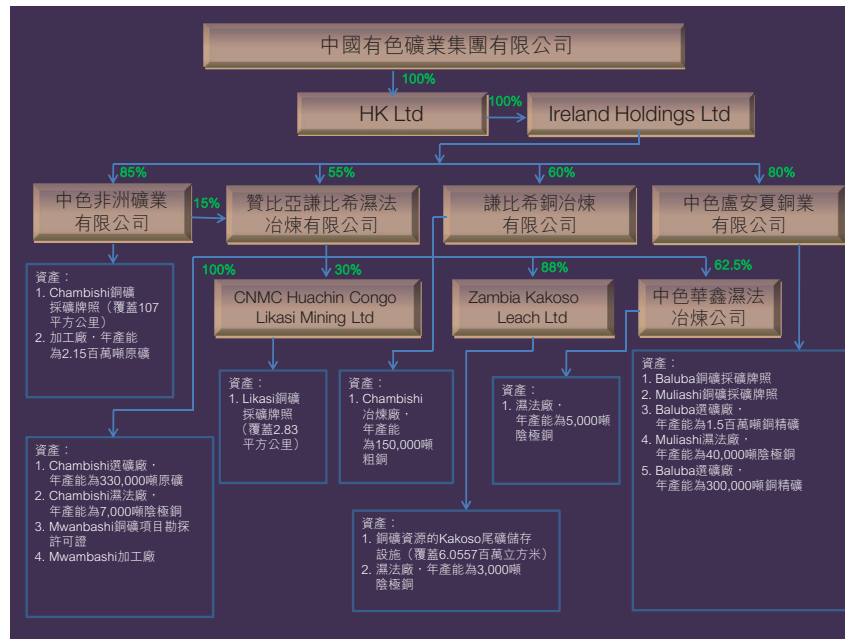 中國有色礦業集團有限公司
100%
HK Ltd
100%
Ireland Holdings Ltd
85%
55%
60%
80%
中色非洲礦業
有限公司
15%
贊比亞謙比希濕法
冶煉有限公司
謙比希銅冶煉
有限公司
中色盧安夏銅業
有限公司
100%
30%
88%
62.5%
CNMC Huachin Congo
Likasi Mining Ltd
Zambia Kakoso
Leach Ltd
中色華鑫濕法
冶煉公司
資產：
1. Chambishi銅礦
採礦牌照（覆蓋107
平方公里）
2. 加工廠，年產能
為2.15百萬噸原礦
資產：
1. Likasi銅礦
採礦牌照
（覆蓋2.83
平方公里）
資產：
1. Chambishi
冶煉廠，
年產能
為150,000噸
粗銅
資產：
1. 濕法廠，
年產能為5,000噸
陰極銅
資產：
1. Baluba銅礦採礦牌照
2. Muliashi銅礦採礦牌照
3. Baluba選礦廠，
年產能為1.5百萬噸銅精礦
4. Muliashi濕法廠，
年產能為40,000噸陰極銅
5. Baluba選礦廠，
年產能為300,000噸銅精礦
資產：
1. Chambishi選礦廠，
年產能為330,000噸原礦
2. Chambishi濕法廠，
年產能為7,000噸陰極銅
3. Mwanbashi銅礦項目勘探
許可證
4. Mwambashi加工廠
資產：
1. 銅礦資源的Kakoso尾礦儲存
設施（覆蓋6.0557百萬立方米）
2. 濕法廠，年產能為3,000噸
陰極銅